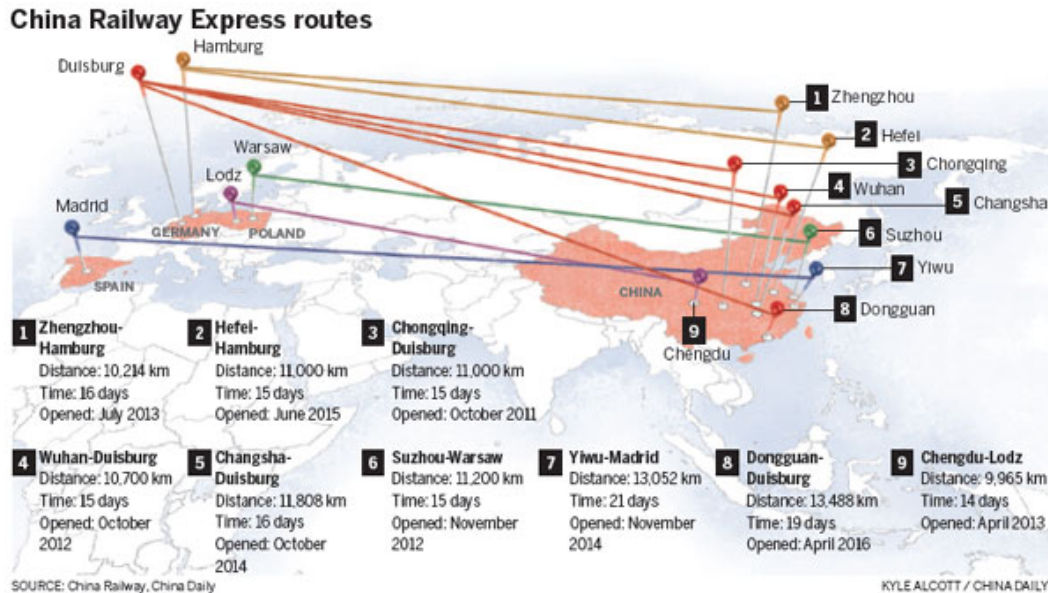 China Railway Express routes
Hamburg
Duisburg
Warsaw
Lodz
Madrid
GERMANY
POLAND
SPAIN
CHINA
1 Zhengzhou
2 Hefei
3 Chongqing
4 Wuhan
5 Changsha
6 Suzhou
7 Yiwu
8 Dongguan
9
Chengdu
1 Zhengzhou-
Hamburg
Distance: 10,214 km
Time: 16 days
Opened: July 2013
2 Hefei-
Hamburg
Distance: 11,000 km
Time: 15 days
Opened: June 2015
3 Chongqing-
Duisburg
Distance: 11,000 km
Time: 15 days
Opened: October 2011
4 Wuhan-Duisburg
Distance: 10,700 km
Time: 15 days
Opened: October
2012
5 Changsha-
Duisburg
Distance: 11,808 km
Time: 16 days
Opened: October
2014
6 Suzhou-Warsaw
Distance: 11,200 km
Time: 15 days
Opened: November
2012
7 Yiwu-Madrid
Distance: 13,052 km
Time: 21 days
Opened: November
2014
8 Dongguan-
Duisburg
Distance: 13,488 km
Time: 19 days
Opened: April 2016
9 Chengdu-Lodz
Distance: 9,965 km
Time: 14 days
Opened: April 2013
SOURCE: China Railway, China Daily
KYLE ALCOTT / CHINA DAILY